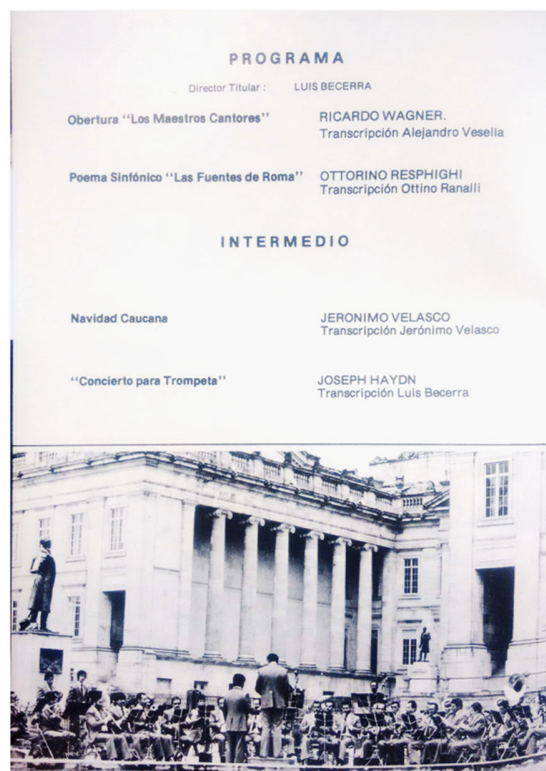 PROGRAMA
Director Titular : LUIS BECERRA
Obertura "Los Maestros Cantores" RICARDO WAGNER.
Transcripción Alejandro Vesella
Poema Sinfónico "Las Fuentes de Roma" OTTORINO RESPHIGHI
Transcripción Ottino Ranalli
INTERMEDIO
Navidad Caucana JERONIMO VELASCO
Transcripción Jerónimo Velasco
"Concierto para Trompeta" JOSEPH HAYDN
Transcripción Luis Becerra